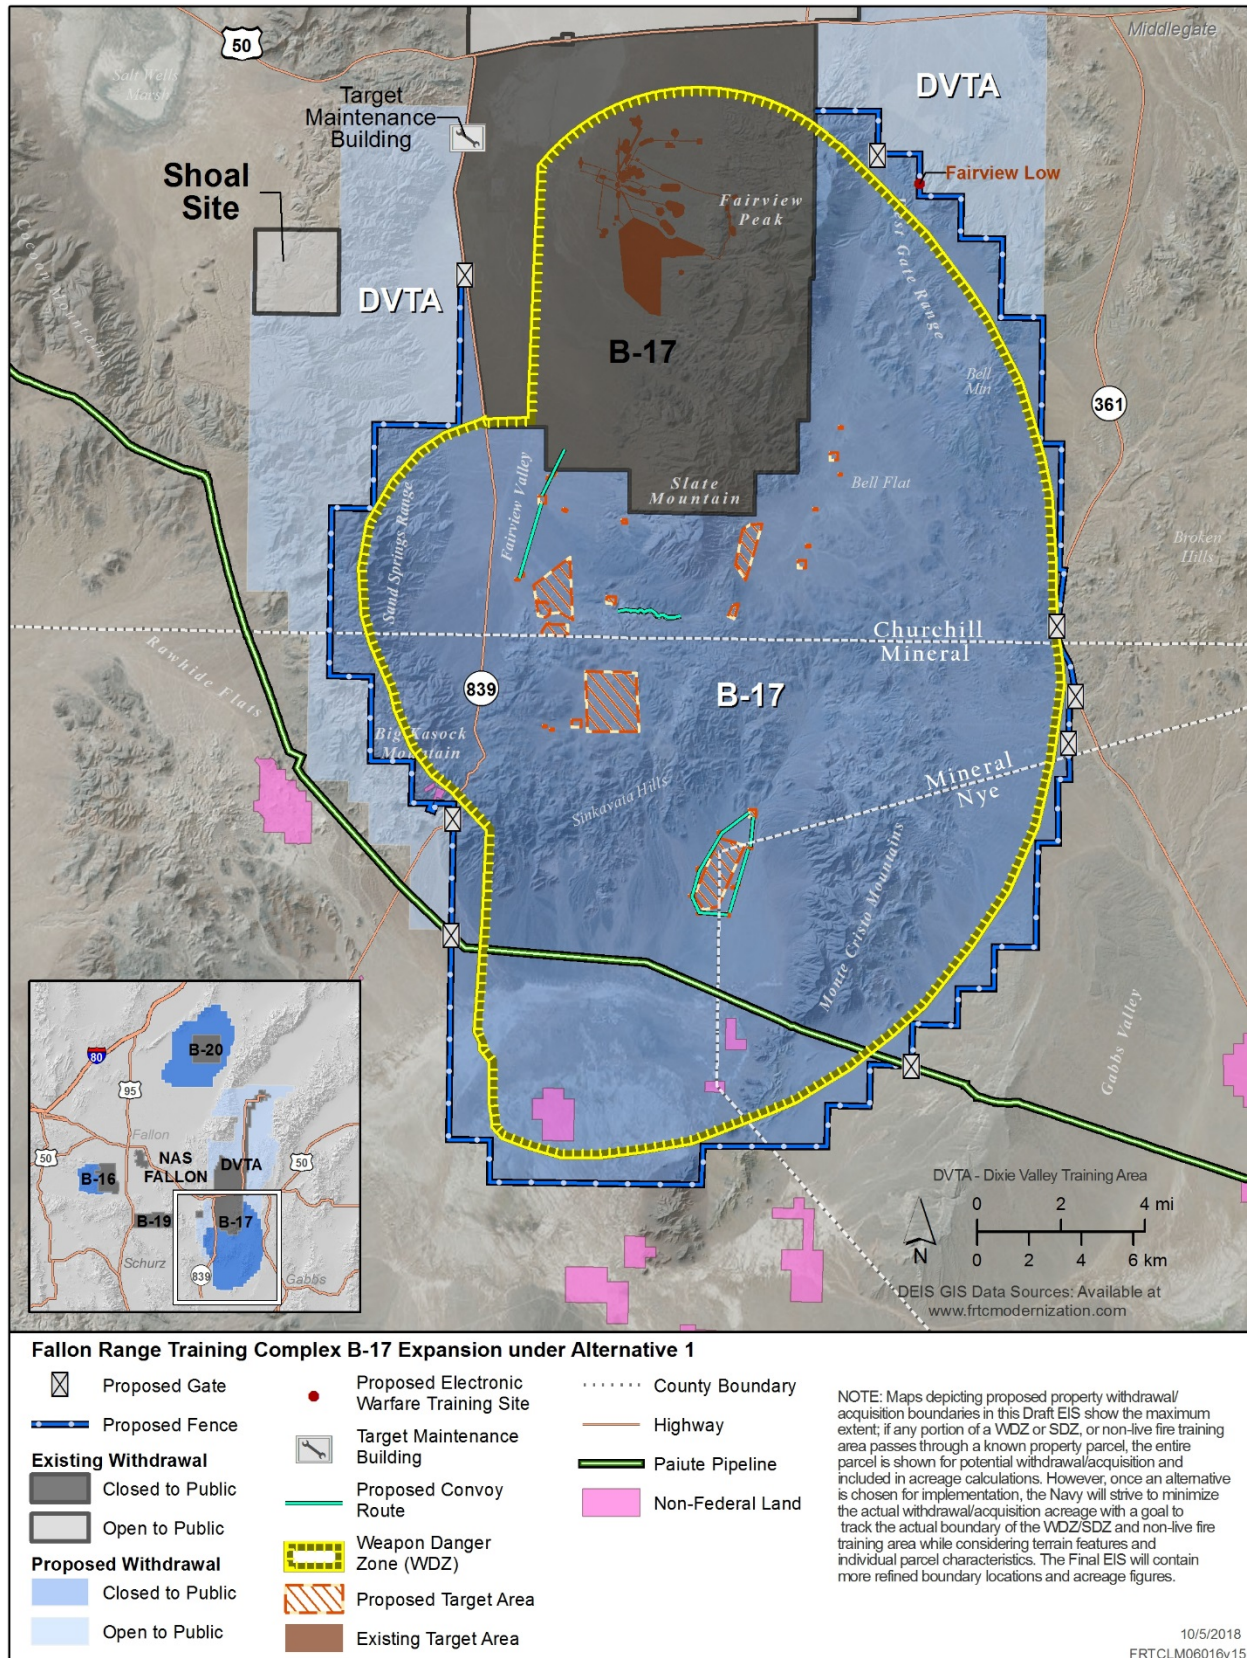 50
Middlegate
Salt Wells
Marsh
Target
Maintenance
Building
DVTA
Shoal
Site
Fairview Low
Fairview
Peak
West Gate Range
Cocoon Mountains
DVTA
B-17
Bell
Mtn
361
Slate
Mountain
Bell Flat
Fairview Valley
Sand Springs Range
Broken
Hills
Churchill
Mineral
Rawhide Flats
839
B-17
Big Kasock
Mountain
Mineral
Nye
Sinkavata Hills
Monte Cristo Mountains
Gabbs Valley
B-20
80
95
Fallon
50
NAS
FALLON
DVTA
50
B-16
B-19
B-17
Schurz
839
Gabbs
DVTA - Dixie Valley Training Area
0 2 4 mi
0 2 4 6 km
N
DEIS GIS Data Sources: Available at
www.frtcmodernization.com
Fallon Range Training Complex B-17 Expansion under Alternative 1
Proposed Gate
Proposed Fence
Existing Withdrawal
Closed to Public
Open to Public
Proposed Withdrawal
Closed to Public
Open to Public
Proposed Electronic
Warfare Training Site
Target Maintenance
Building
Proposed Convoy
Route
Weapon Danger
Zone (WDZ)
Proposed Target Area
Existing Target Area
County Boundary
Highway
Paiute Pipeline
Non-Federal Land
NOTE: Maps depicting proposed property withdrawal/
acquisition boundaries in this Draft EIS show the maximum
extent; if any portion of a WDZ or SDZ, or non-live fire training
area passes through a known property parcel, the entire
parcel is shown for potential withdrawal/acquisition and
included in acreage calculations. However, once an alternative
is chosen for implementation, the Navy will strive to minimize
the actual withdrawal/acquisition acreage with a goal to
track the actual boundary of the WDZ/SDZ and non-live fire
training area while considering terrain features and
individual parcel characteristics. The Final EIS will contain
more refined boundary locations and acreage figures.
10/5/2018
FRTCLM06016v15